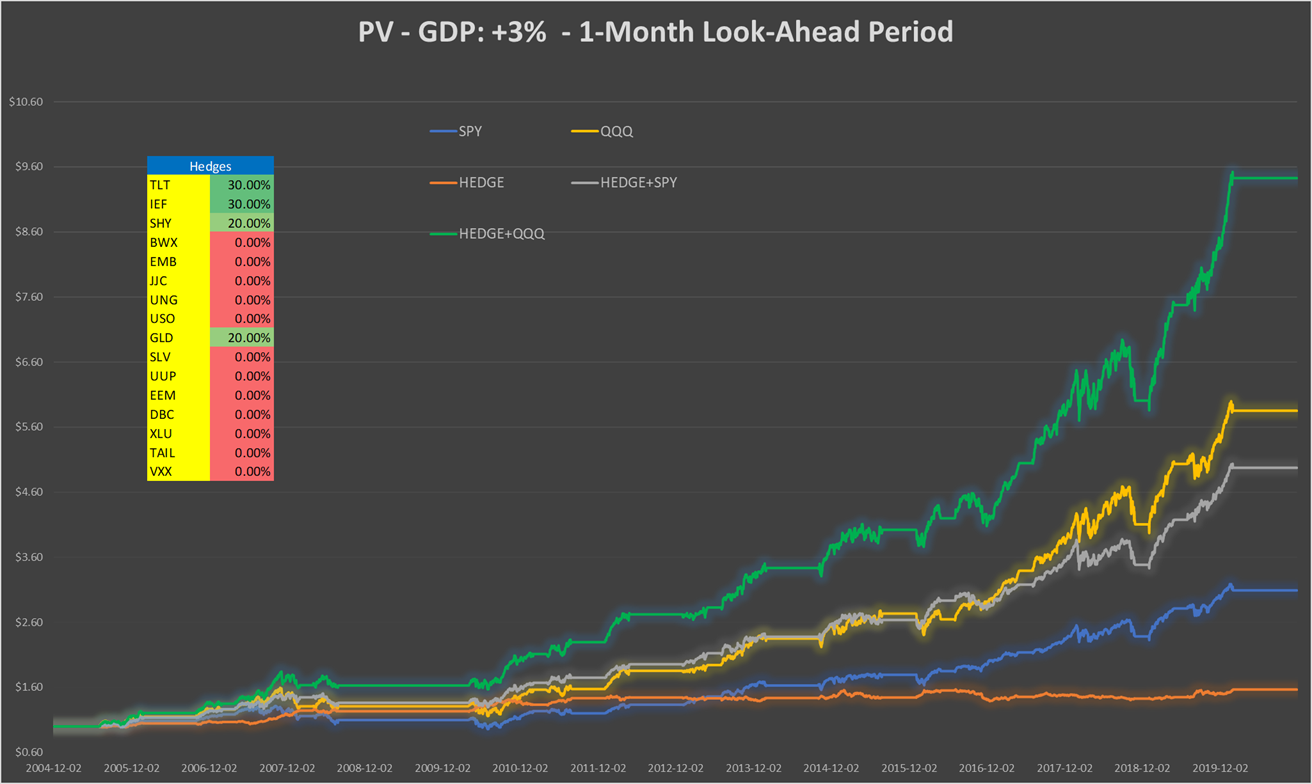 PV - GDP: +3%  - 1-Month Look-Ahead Period
$10.60
SPY QQQ
$9.60
Hedges
HEDGE HEDGE+SPY
TLT 30.00%
IEF 30.00%
SHY 20.00%
$8.60
HEDGE+QQQ
BWX 0.00%
EMB 0.00%
JJC 0.00%
$7.60
UNG 0.00%
USO 0.00%
GLD 20.00%
SLV 0.00%
$6.60
UUP 0.00%
EEM 0.00%
DBC 0.00%
$5.60
XLU 0.00%
TAIL 0.00%
VXX 0.00%
$4.60
$3.60
$2.60
$1.60
$0.60
2004-12-02 2005-12-02 2006-12-02 2007-12-02 2008-12-02 2009-12-02 2010-12-02 2011-12-02 2012-12-02 2013-12-02 2014-12-02 2015-12-02 2016-12-02 2017-12-02 2018-12-02 2019-12-02